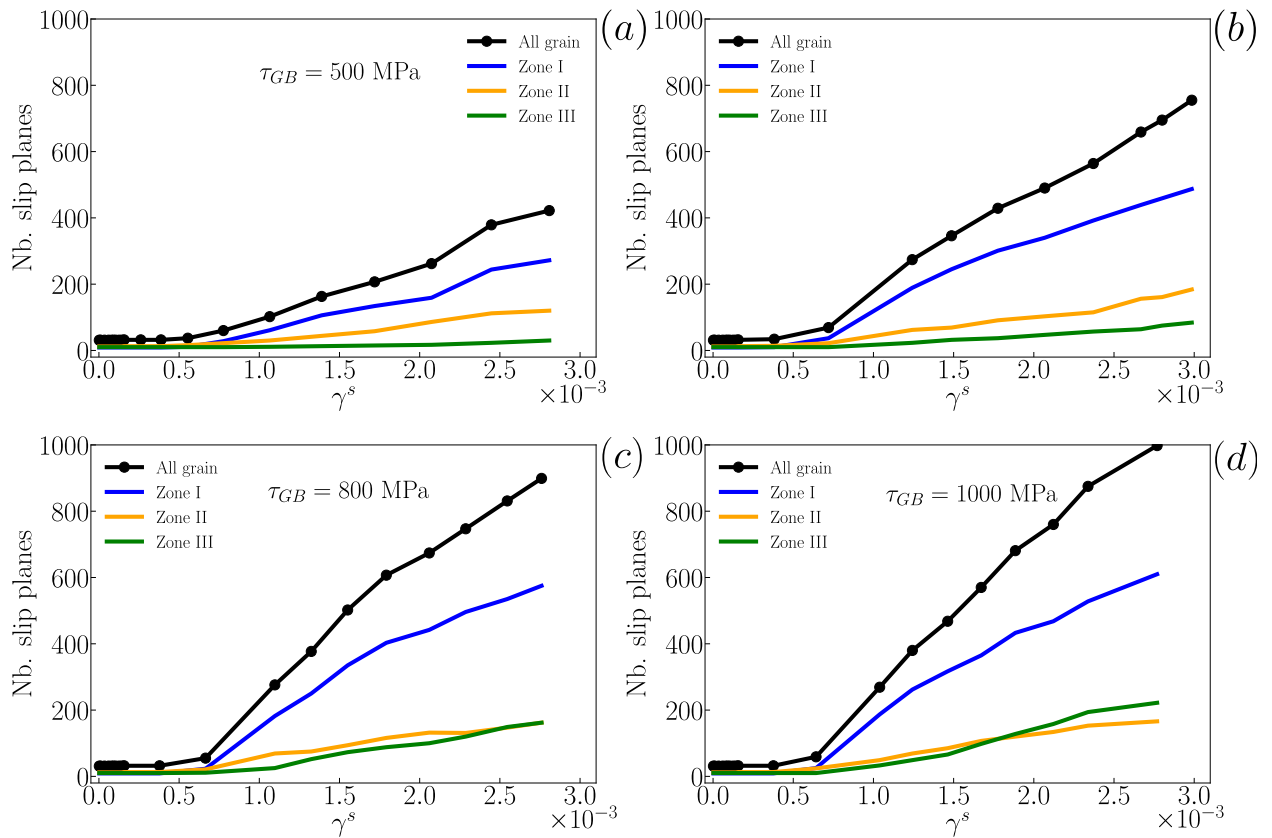 (a)
1000
800
600
400
200
0
Nb. slip planes
τ_GB = 500 MPa
All grain
Zone I
Zone II
Zone III
0.0 0.5 1.0 1.5 2.0 2.5 3.0
γ^s
×10⁻³
(b)
1000
800
600
400
200
0
Nb. slip planes
All grain
Zone I
Zone II
Zone III
0.0 0.5 1.0 1.5 2.0 2.5 3.0
γ^s
×10⁻³
(c)
1000
800
600
400
200
0
Nb. slip planes
All grain
Zone I
Zone II
Zone III
τ_GB = 800 MPa
0.0 0.5 1.0 1.5 2.0 2.5 3.0
γ^s
×10⁻³
(d)
1000
800
600
400
200
0
Nb. slip planes
All grain
Zone I
Zone II
Zone III
τ_GB = 1000 MPa
0.0 0.5 1.0 1.5 2.0 2.5 3.0
γ^s
×10⁻³